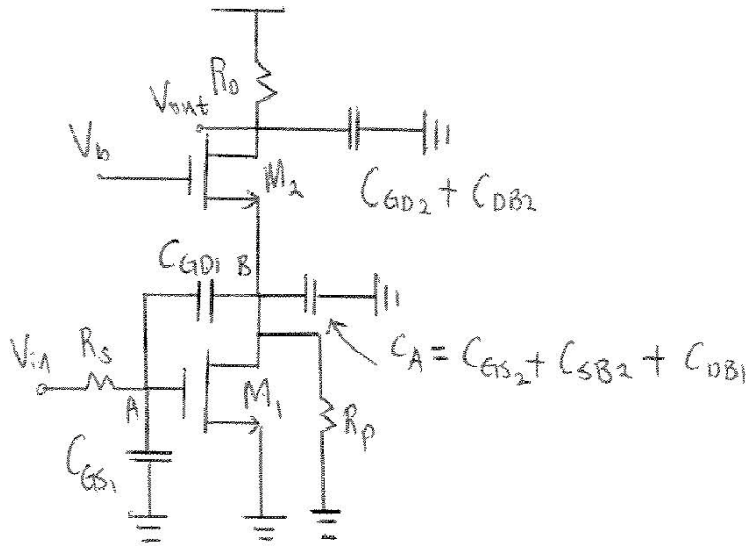 R_D
V_out
V_b
M_2
C_GD2 + C_DB2
C_GD1 B
V_in R_S
C_A = C_GS2 + C_SB2 + C_DB1
A
M_1
R_P
C_GS1